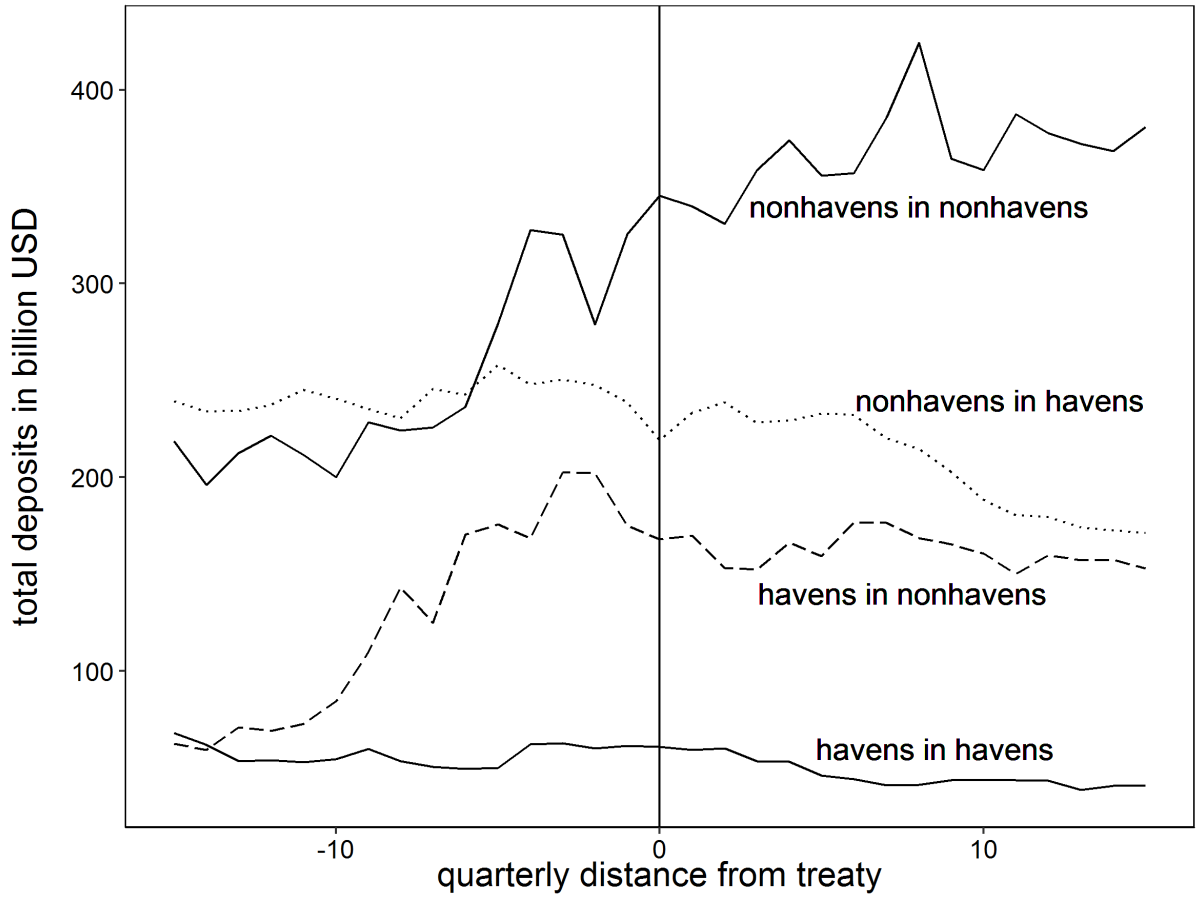 400
nonhavens in nonhavens
300
nonhavens in havens
200
havens in nonhavens
100
havens in havens
-10 0 10
quarterly distance from treaty
total deposits in billion USD